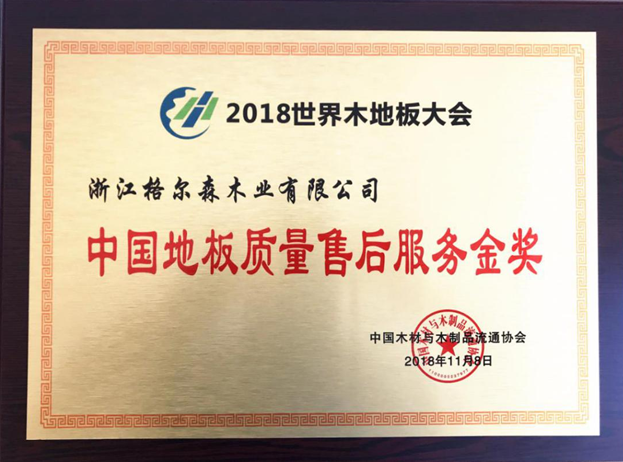 2018世界木地板大会
浙江格尔森木业有限公司
中国地板质量售后服务金奖
中国木材与木制品流通协会
2018年11月8日